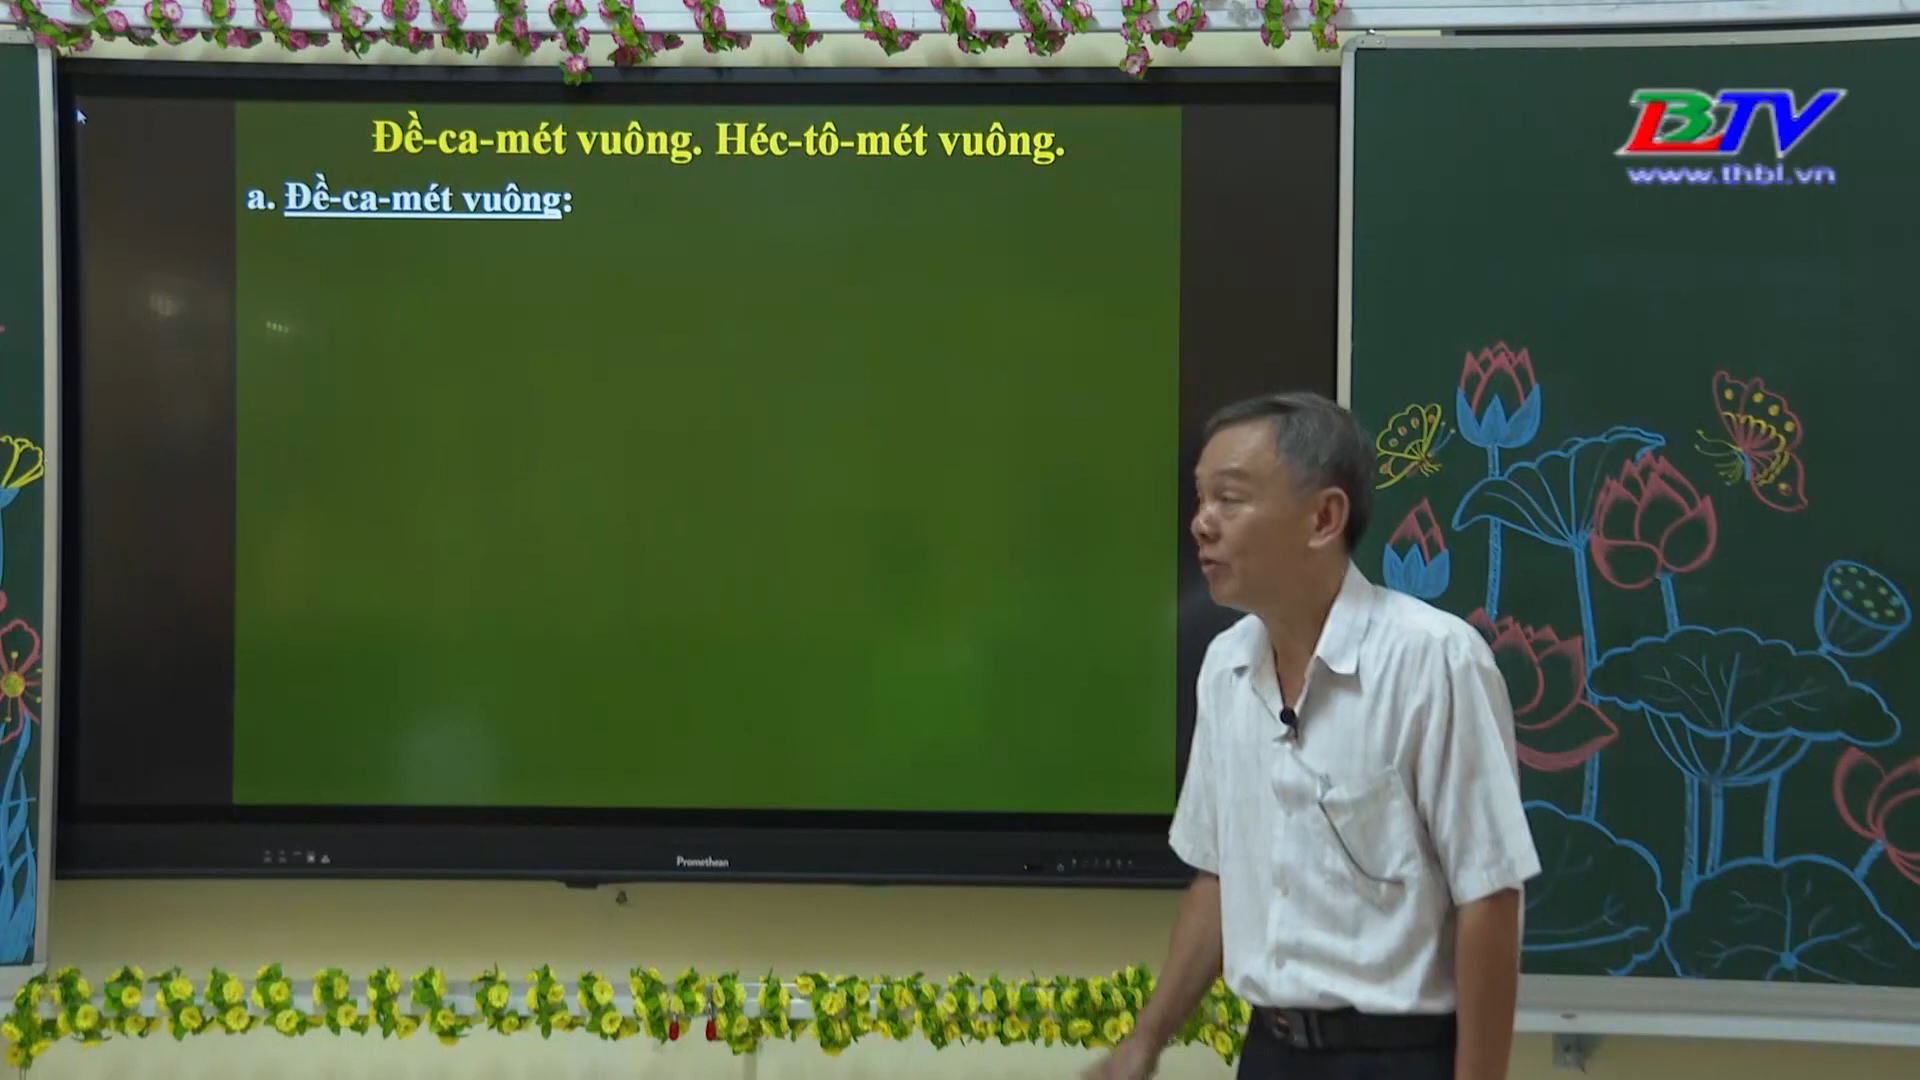 Đề-ca-mét vuông. Héc-tô-mét vuông.
a. Đề-ca-mét vuông:
BTV
www.thbl.vn
Promethean